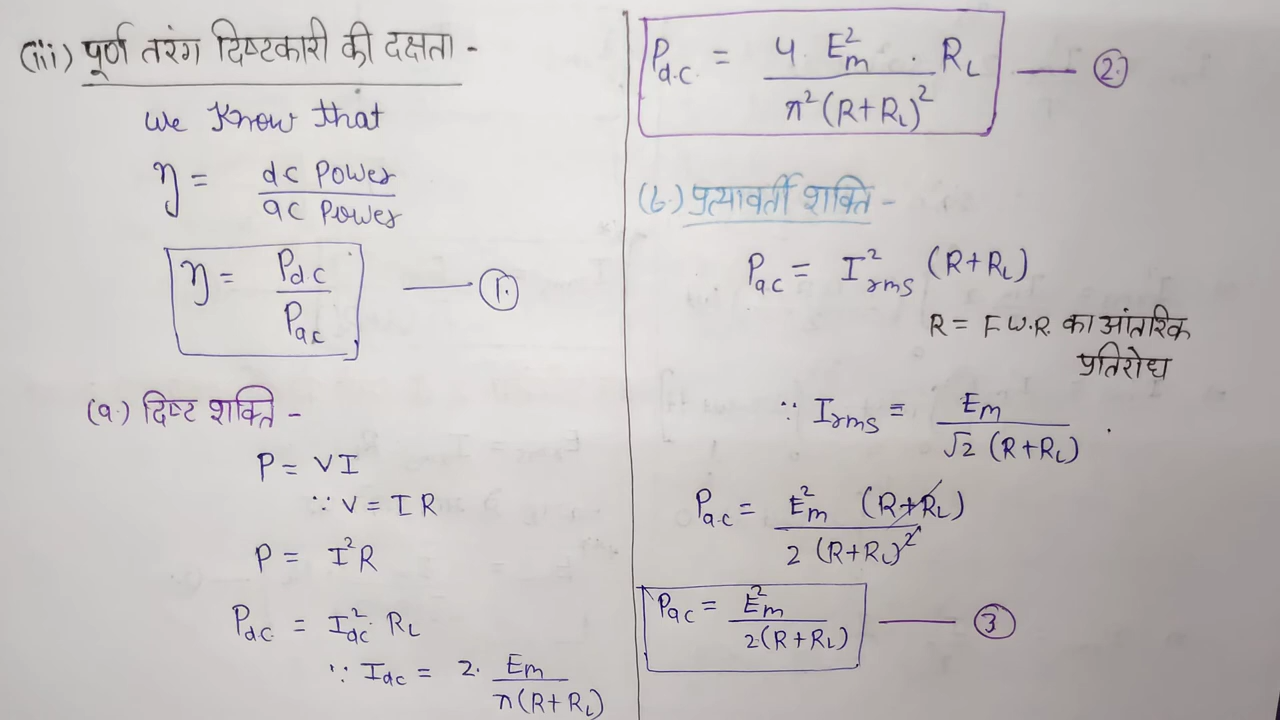 (iii) पूर्ण तरंग दिष्टकारी की दक्षता -
We Know that
η = dc power / ac power
η = Pdc / Pac —— ①.
(a.) दिष्ट शक्ति -
P = VI
∵ V = IR
P = I²R
Pdc. = I²dc. RL
∵ Idc = 2. Em / π(R+RL)
Pd.c. = 4. E²m . RL / π²(R+RL)² —— ②.
(b.) प्रत्यावर्ती शक्ति -
Pac = I²rms (R+RL)
R = F.W.R. का आंतरिक
प्रतिरोध
∵ Irms = Em / √2 (R+RL) .
Pa.c = E²m (R+RL) / 2 (R+RL)²
Pac = E²m / 2(R+RL) —— ③